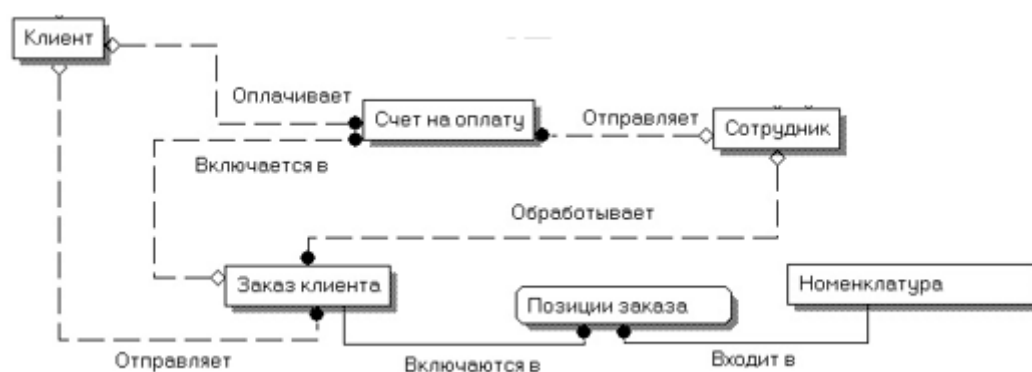 Клиент
Оплачивает
Счет на оплату
Отправляет
Сотрудник
Включается в
Обработывает
Заказ клиента
Позиции заказа
Номенклатура
Отправляет
Включаются в
Входит в